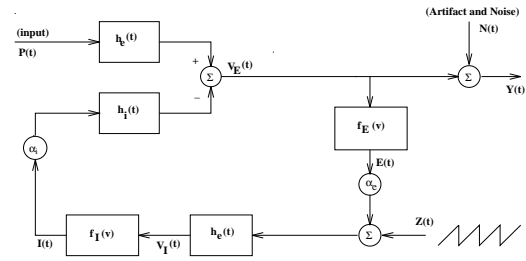 (Artifact and Noise)
(input)
P(t)
h_e(t)
N(t)
+
Σ
V_E(t)
Σ
Y(t)
−
h_i(t)
f_E(v)
α_i
E(t)
α_e
Z(t)
I(t)
f_I(v)
V_I(t)
h_e(t)
Σ